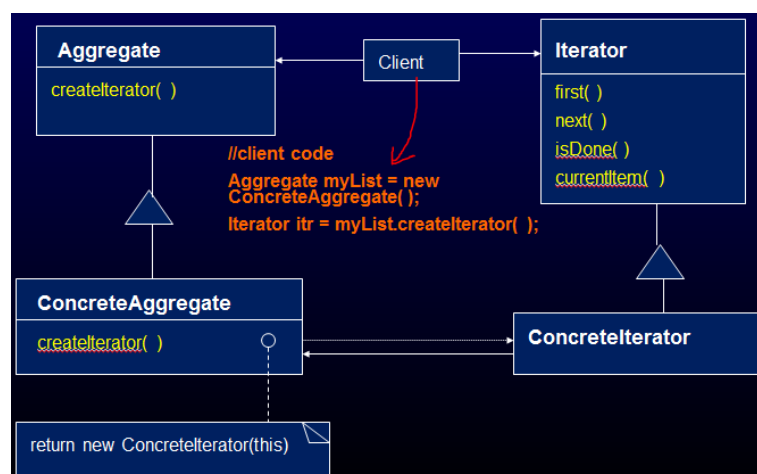 Aggregate
createIterator( )
Client
Iterator
first( )
next( )
isDone( )
currentItem( )
//client code
Aggregate myList = new
ConcreteAggregate( );
Iterator itr = myList.createIterator( );
ConcreteAggregate
createIterator( )
ConcreteIterator
return new ConcreteIterator(this)